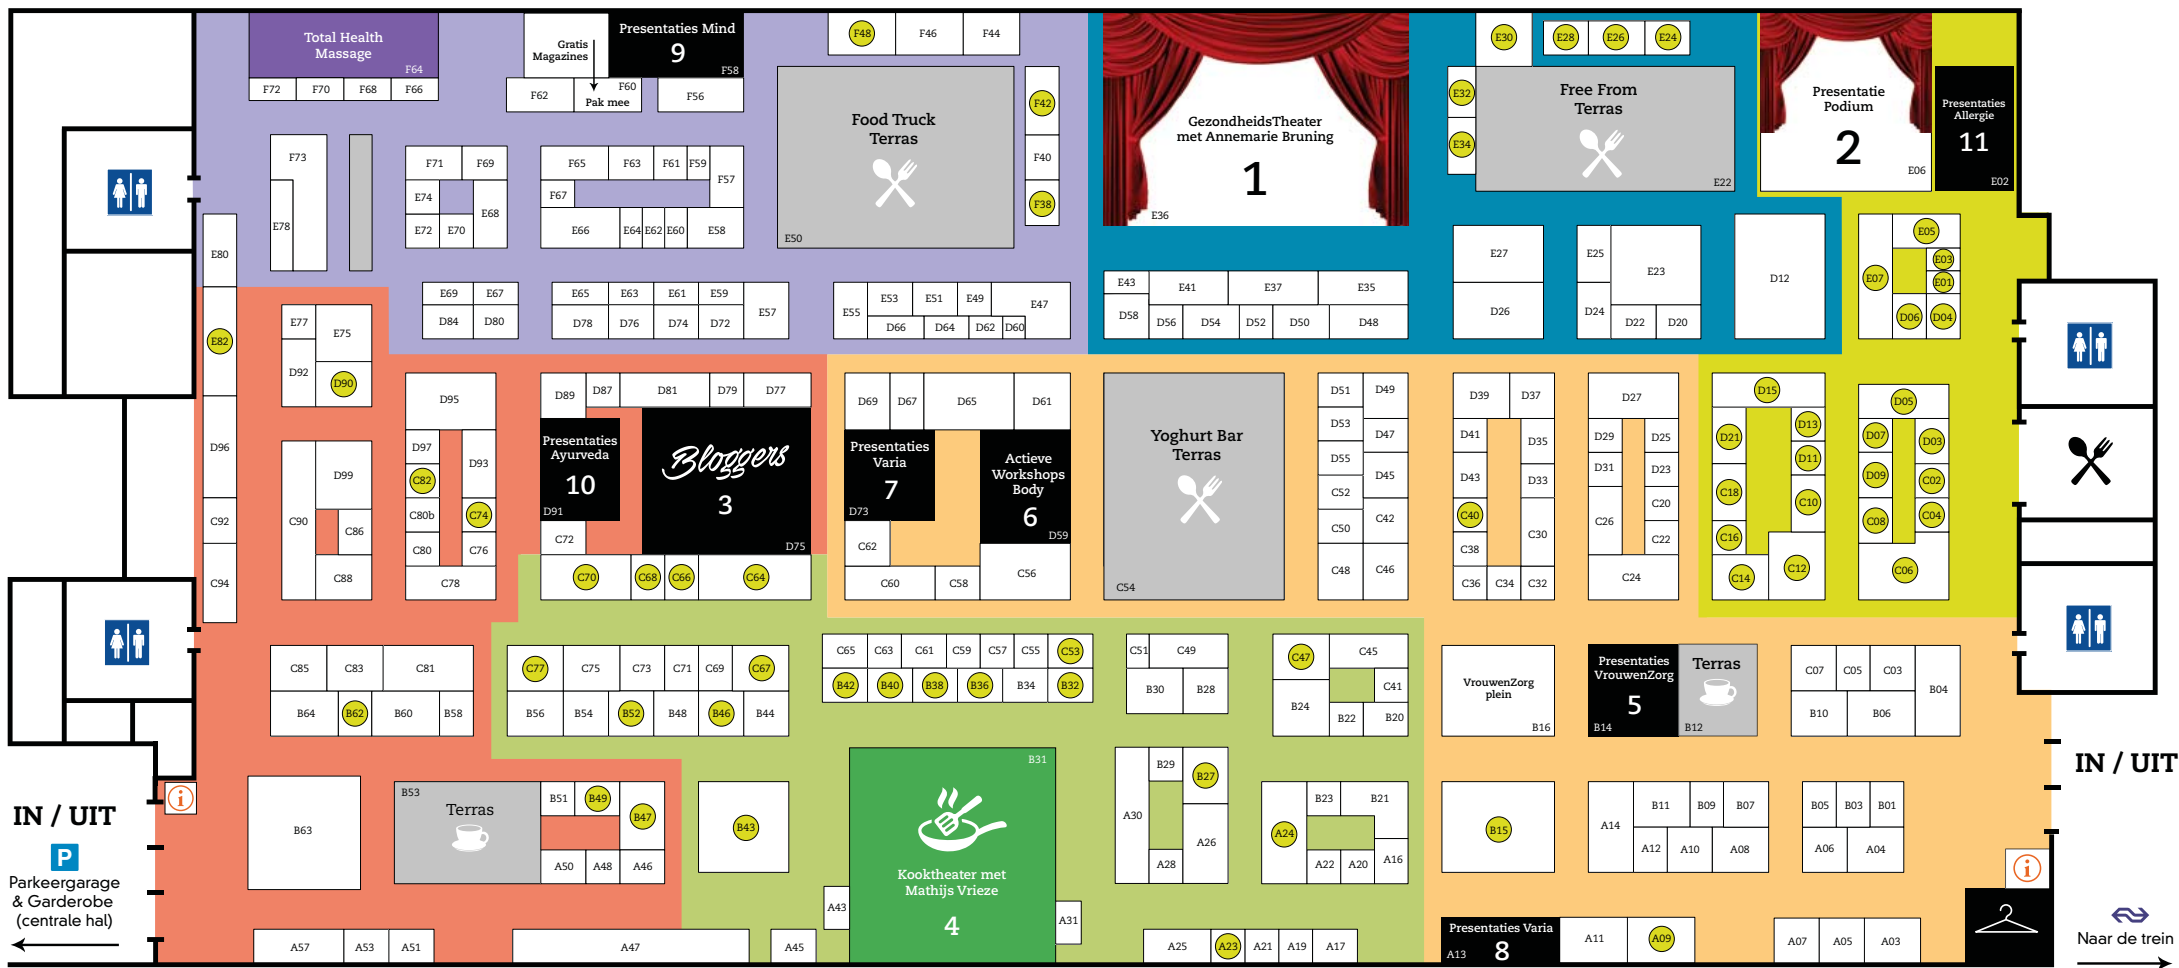 Total Health
Massage
F64
F72 F70 F68 F66
Gratis
Magazines
Pak mee
F60
F62
Presentaties Mind
9
F58
F56
F48 F46 F44
Food Truck
Terras
E50
F42
F40
F38
GezondheidsTheater
met Annemarie Bruning
1
E36
E30 E28 E26 E24
E32
E34
Free From
Terras
E22
Presentatie
Podium
2
E06
Presentaties
Allergie
11
E02
F73
E78
F71 F69
E74
E68
E72 E70
F65 F63 F61 F59
F57
F67
E66 E64 E62 E60 E58
E80
E82
E69 E67
D84 D80
E65 E63 E61 E59
E57
D78 D76 D74 D72
E55 E53 E51 E49 E47
D66 D64 D62 D60
E43 E41 E37 E35
D58 D56 D54 D52 D50 D48
E27
D26
E25 E23
D24 D22 D20
D12
E05
E03
E07 E01
D06 D04
E77 E75
D92 D90
D96
C92
C94
D99
C90 C86
C88
D95
D97 D93
C82
C80b C74
C80 C76
C78
D89 D87 D81 D79 D77
Presentaties
Ayurveda
10
D91
C72
Bloggers
3
D75
C70 C68 C66 C64
D69 D67 D65 D61
Presentaties
Varia
7
D73
Actieve
Workshops
Body
6
D59
C62
C60 C58 C56
Yoghurt Bar
Terras
C54
D51 D49
D53 D47
D55 D45
C52
C50 C42
C48 C46
D39 D37
D41 D35
D43 D33
C40 C30
C38
C36 C34 C32
D27
D29 D25
D31 D23
C26 C20
C22
C24
D15
D21 D13
D11
C18 C10
C16
C14 C12
D05
D07 D03
D09 C02
C08 C04
C06
C85 C83 C81
B64 B62 B60 B58
C77 C75 C73 C71 C69 C67
B56 B54 B52 B48 B46 B44
C65 C63 C61 C59 C57 C55 C53
B42 B40 B38 B36 B34 B32
C51 C49
B30 B28
C47 C45
C41
B24 B22 B20
VrouwenZorg
plein
B16
Presentaties
VrouwenZorg
5
B14
Terras
B12
C07 C05 C03
B04
B10 B06
IN / UIT
P
Parkeergarage
& Garderobe
(centrale hal)
i
B63
B53
Terras
B51 B49
B47
A50 A48 A46
B43
B31
Kooktheater met
Mathijs Vrieze
4
A43
A31
B29 B27
A30 A26
A28
B23 B21
A24
A22 A20 A16
B15
B11 B09 B07
A14
A12 A10 A08
B05 B03 B01
A06 A04
IN / UIT
i
Naar de trein
A57 A53 A51
A47
A45
A25 A23 A21 A19 A17
Presentaties Varia
A13 8
A11 A09
A07 A05 A03